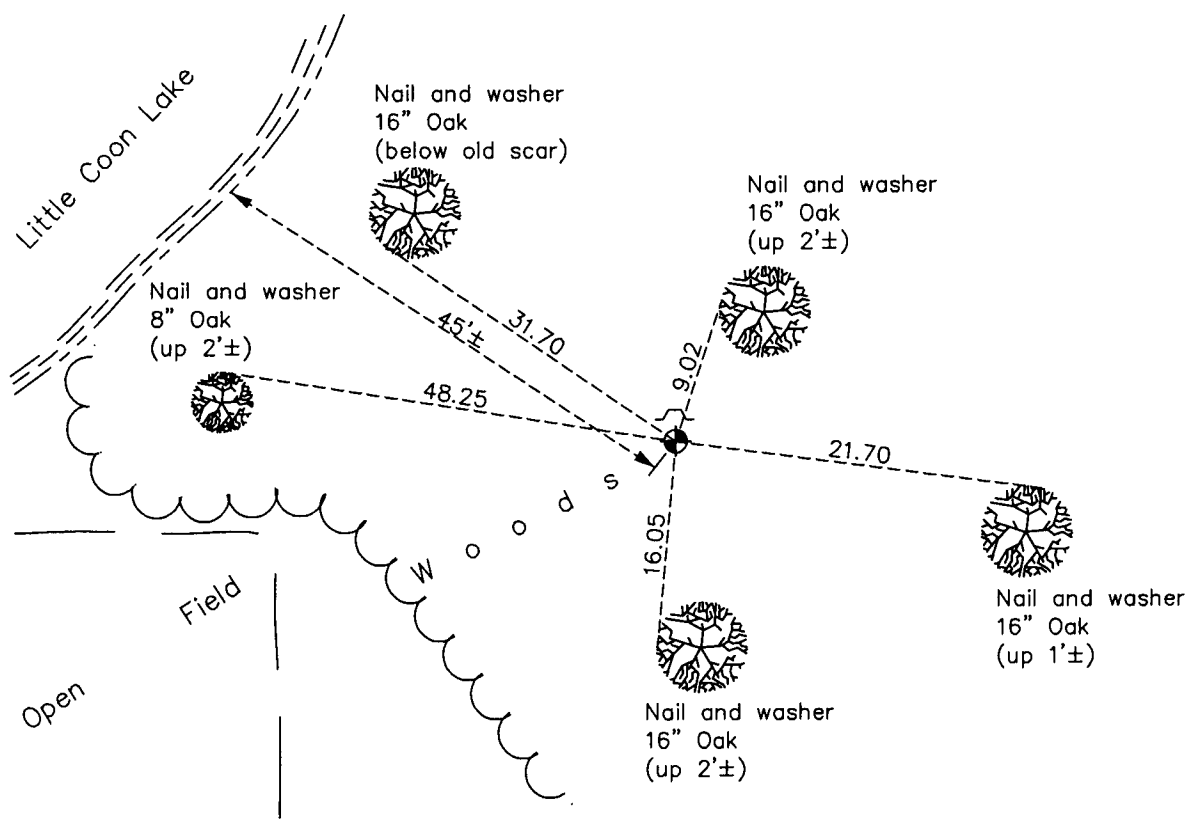 Little Coon Lake
Nail and washer
16" Oak
(below old scar)
Nail and washer
16" Oak
(up 2'±)
Nail and washer
8" Oak
(up 2'±)
45'±
31.70
9.02
48.25
21.70
16.05
Woods
Nail and washer
16" Oak
(up 1'±)
Nail and washer
16" Oak
(up 2'±)
Open Field